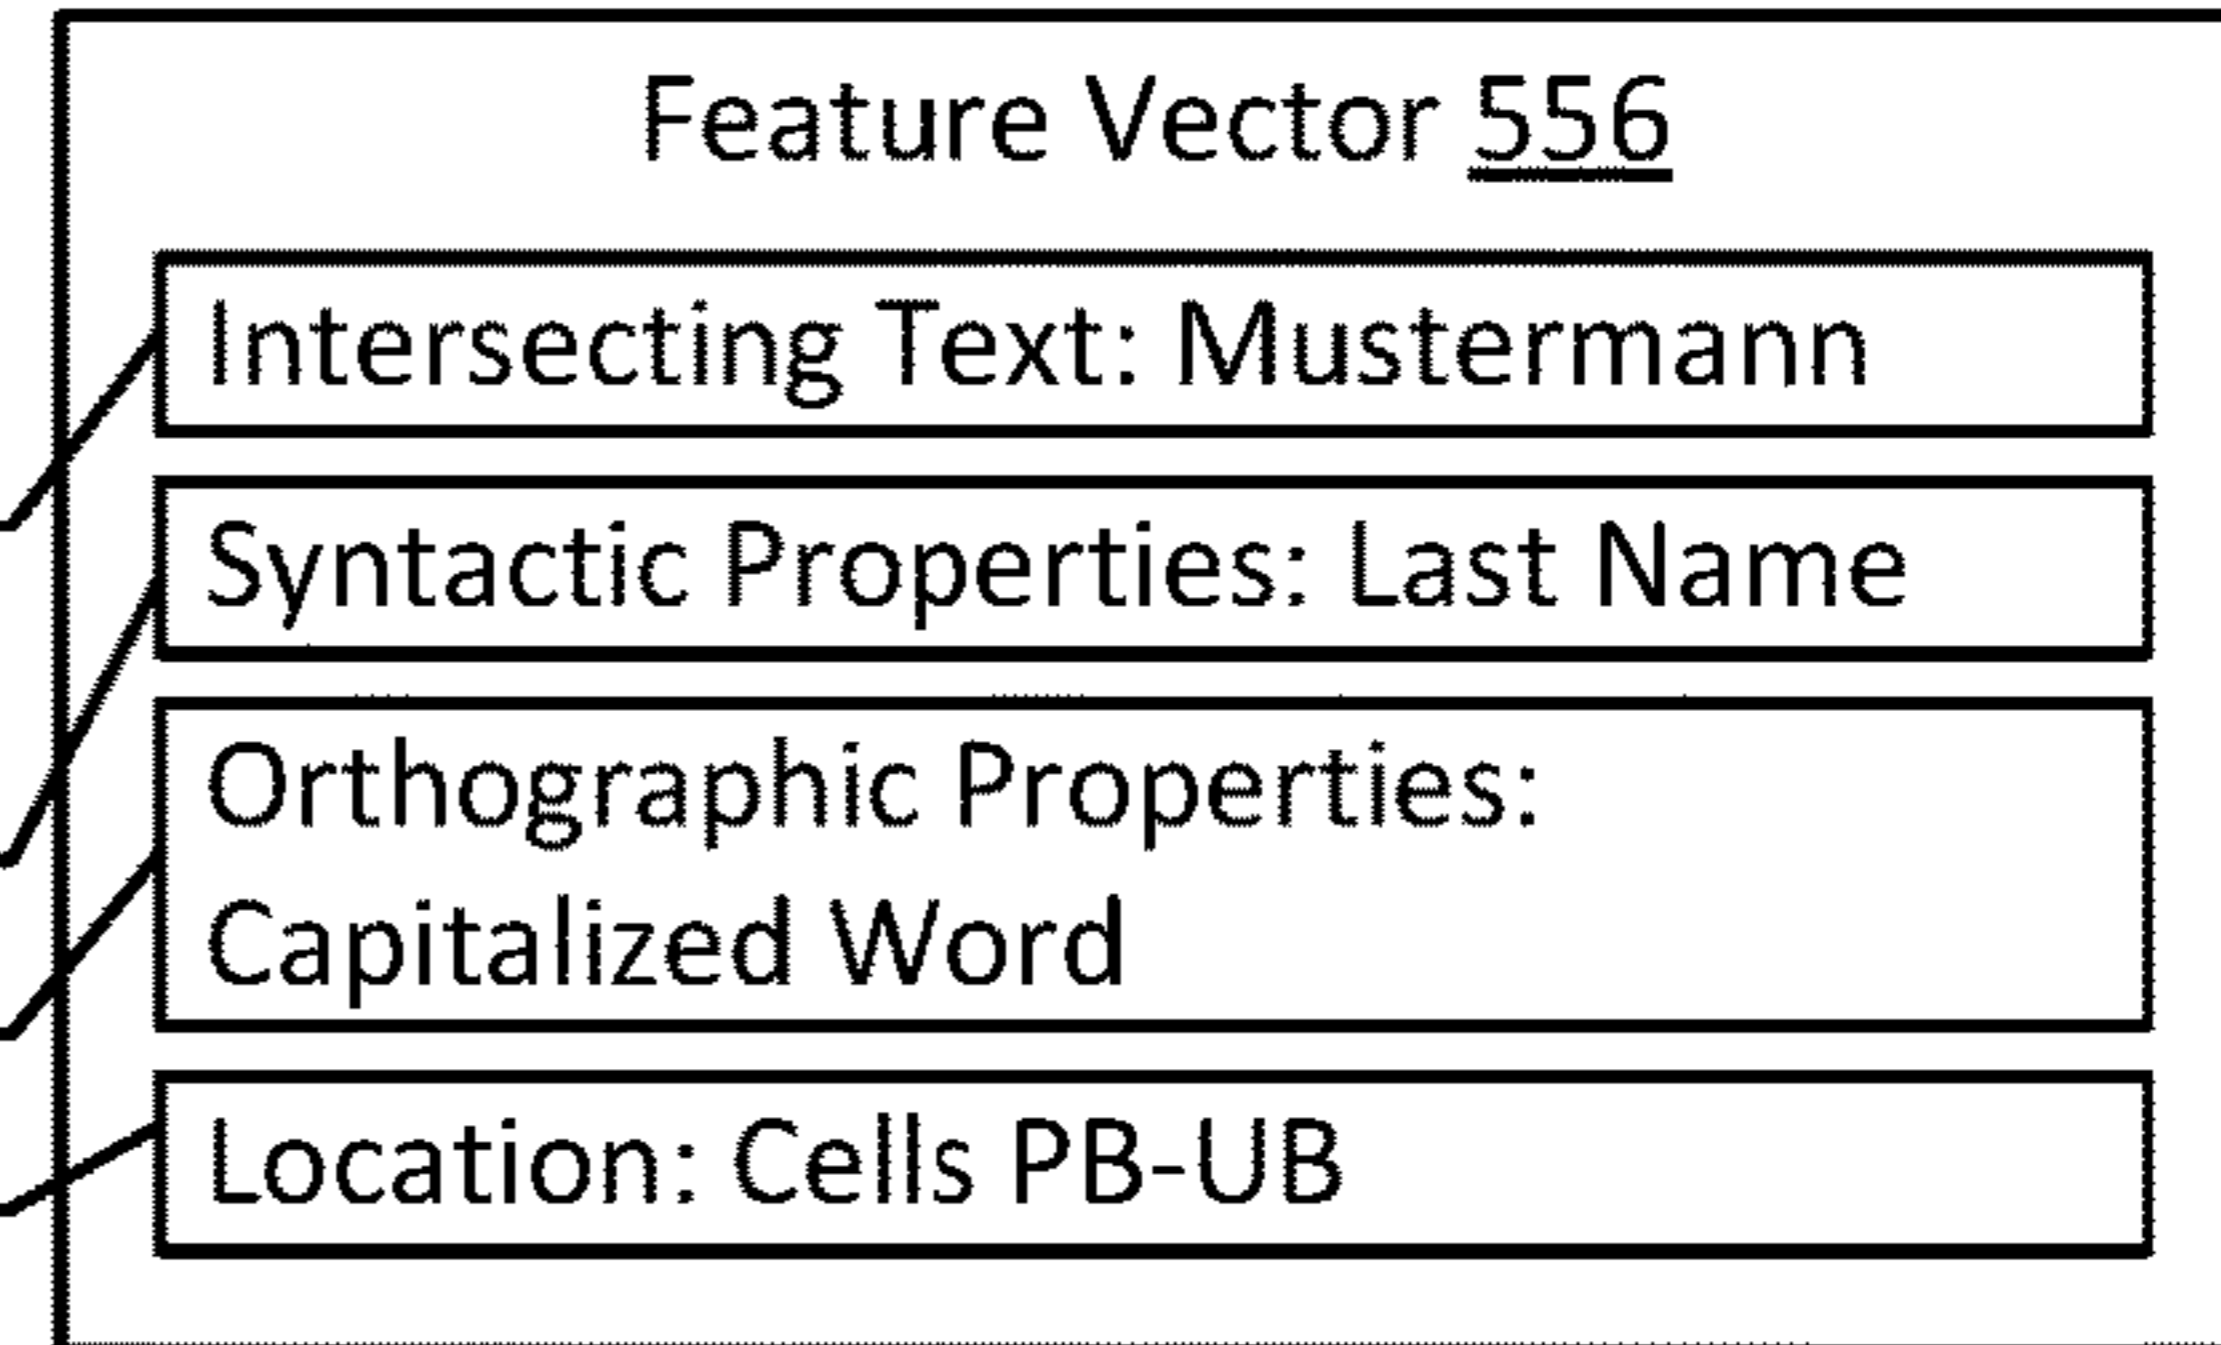 Feature Vector 556
Intersecting Text: Mustermann
Syntactic Properties: Last Name
Orthographic Properties:
Capitalized Word
Location: Cells PB-UB